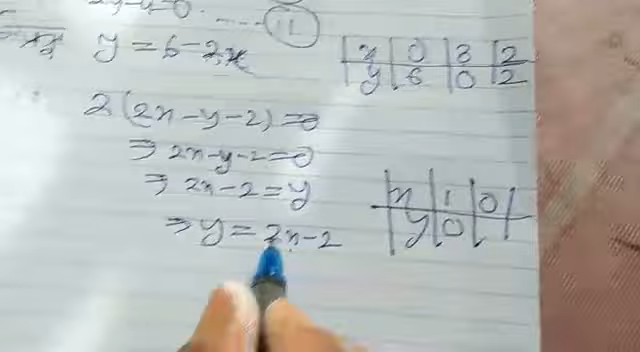 y = 6-2x
x 0 3 2
y 6 0 2
2(2x-y-2)=0
⇒ 2x-y-2=0
⇒ 2x-2=y
⇒ y=2x-2
x 1 0
y 0